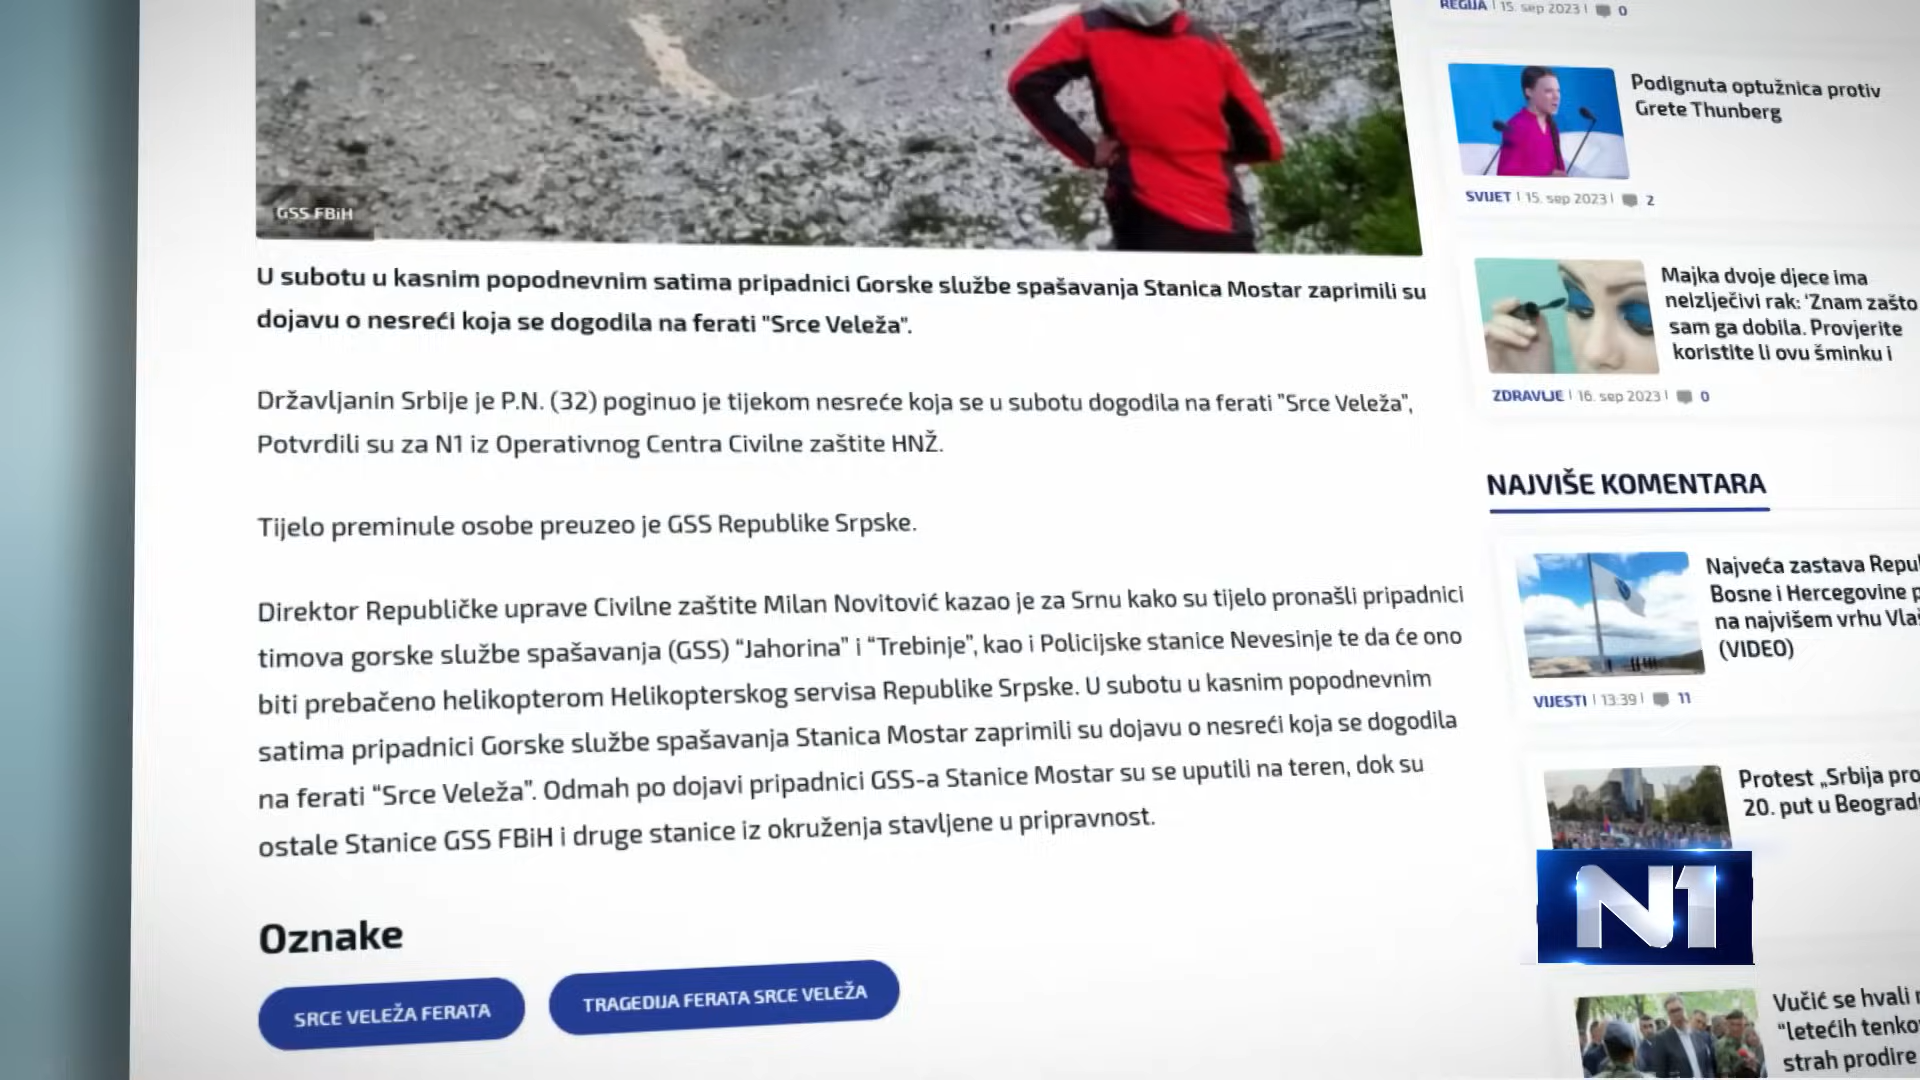 GSS FBiH
U subotu u kasnim popodnevnim satima pripadnici Gorske službe spašavanja Stanica Mostar zaprimili su
dojavu o nesreći koja se dogodila na ferati "Srce Veleža".
Državljanin Srbije je P.N. (32) poginuo je tijekom nesreće koja se u subotu dogodila na ferati "Srce Veleža",
Potvrdili su za N1 iz Operativnog Centra Civilne zaštite HNŽ.
Tijelo preminule osobe preuzeo je GSS Republike Srpske.
Direktor Republičke uprave Civilne zaštite Milan Novitović kazao je za Srnu kako su tijelo pronašli pripadnici
timova gorske službe spašavanja (GSS) “Jahorina” i “Trebinje”, kao i Policijske stanice Nevesinje te da će ono
biti prebačeno helikopterom Helikopterskog servisa Republike Srpske. U subotu u kasnim popodnevnim
satima pripadnici Gorske službe spašavanja Stanica Mostar zaprimili su dojavu o nesreći koja se dogodila
na ferati “Srce Veleža”. Odmah po dojavi pripadnici GSS-a Stanice Mostar su se uputili na teren, dok su
ostale Stanice GSS FBiH i druge stanice iz okruženja stavljene u pripravnost.
Oznake
SRCE VELEŽA FERATA
TRAGEDIJA FERATA SRCE VELEŽA
REGIJA | 15. sep 2023 | 0
Podignuta optužnica protiv
Grete Thunberg
SVIJET | 15. sep 2023 | 2
Majka dvoje djece ima
neizlječivi rak: 'Znam zašto
sam ga dobila. Provjerite
koristite li ovu šminku i
ZDRAVLJE | 16. sep 2023 | 0
NAJVIŠE KOMENTARA
Najveća zastava Repu
Bosne i Hercegovine p
na najvišem vrhu Vla
(VIDEO)
VIJESTI | 13:39 | 11
Protest „Srbija pro
20. put u Beograd
N1
Vučić se hvali
“letećih tenko
strah prodire